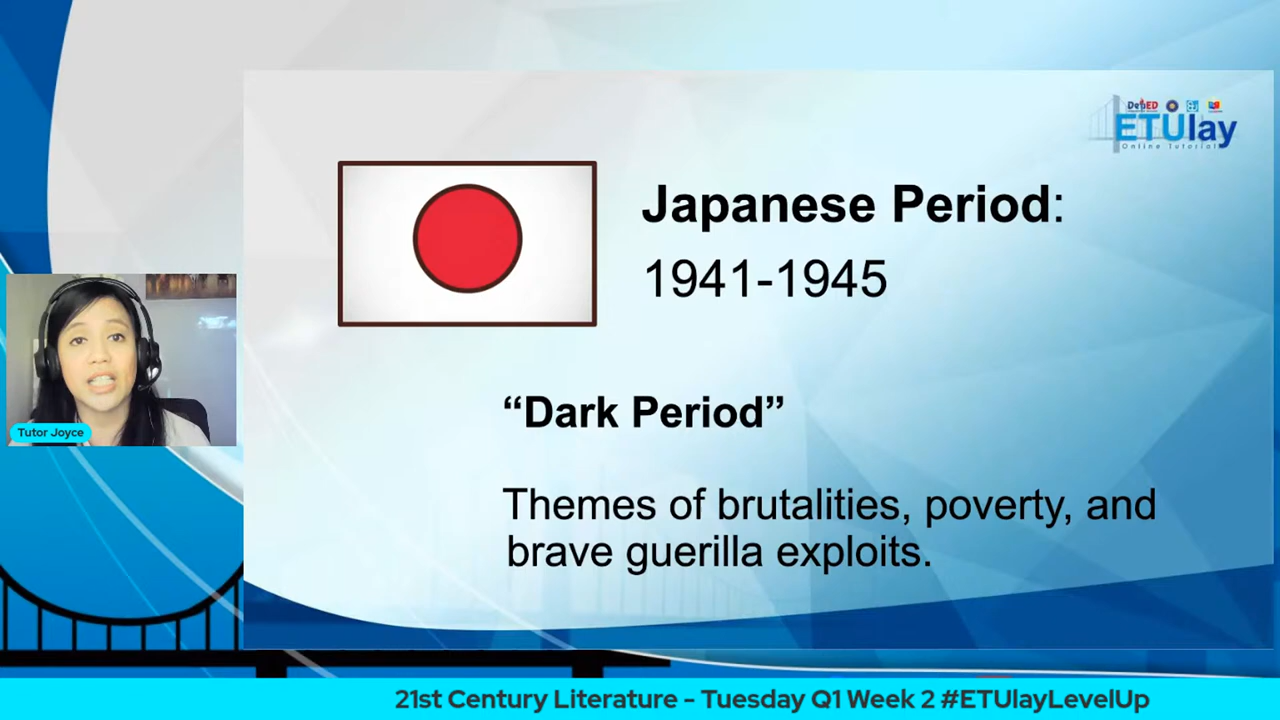 DepED
ETUlay
Online Tutorial
Japanese Period:
1941-1945
“Dark Period”
Themes of brutalities, poverty, and
brave guerilla exploits.
Tutor Joyce
21st Century Literature - Tuesday Q1 Week 2 #ETUlayLevelUp